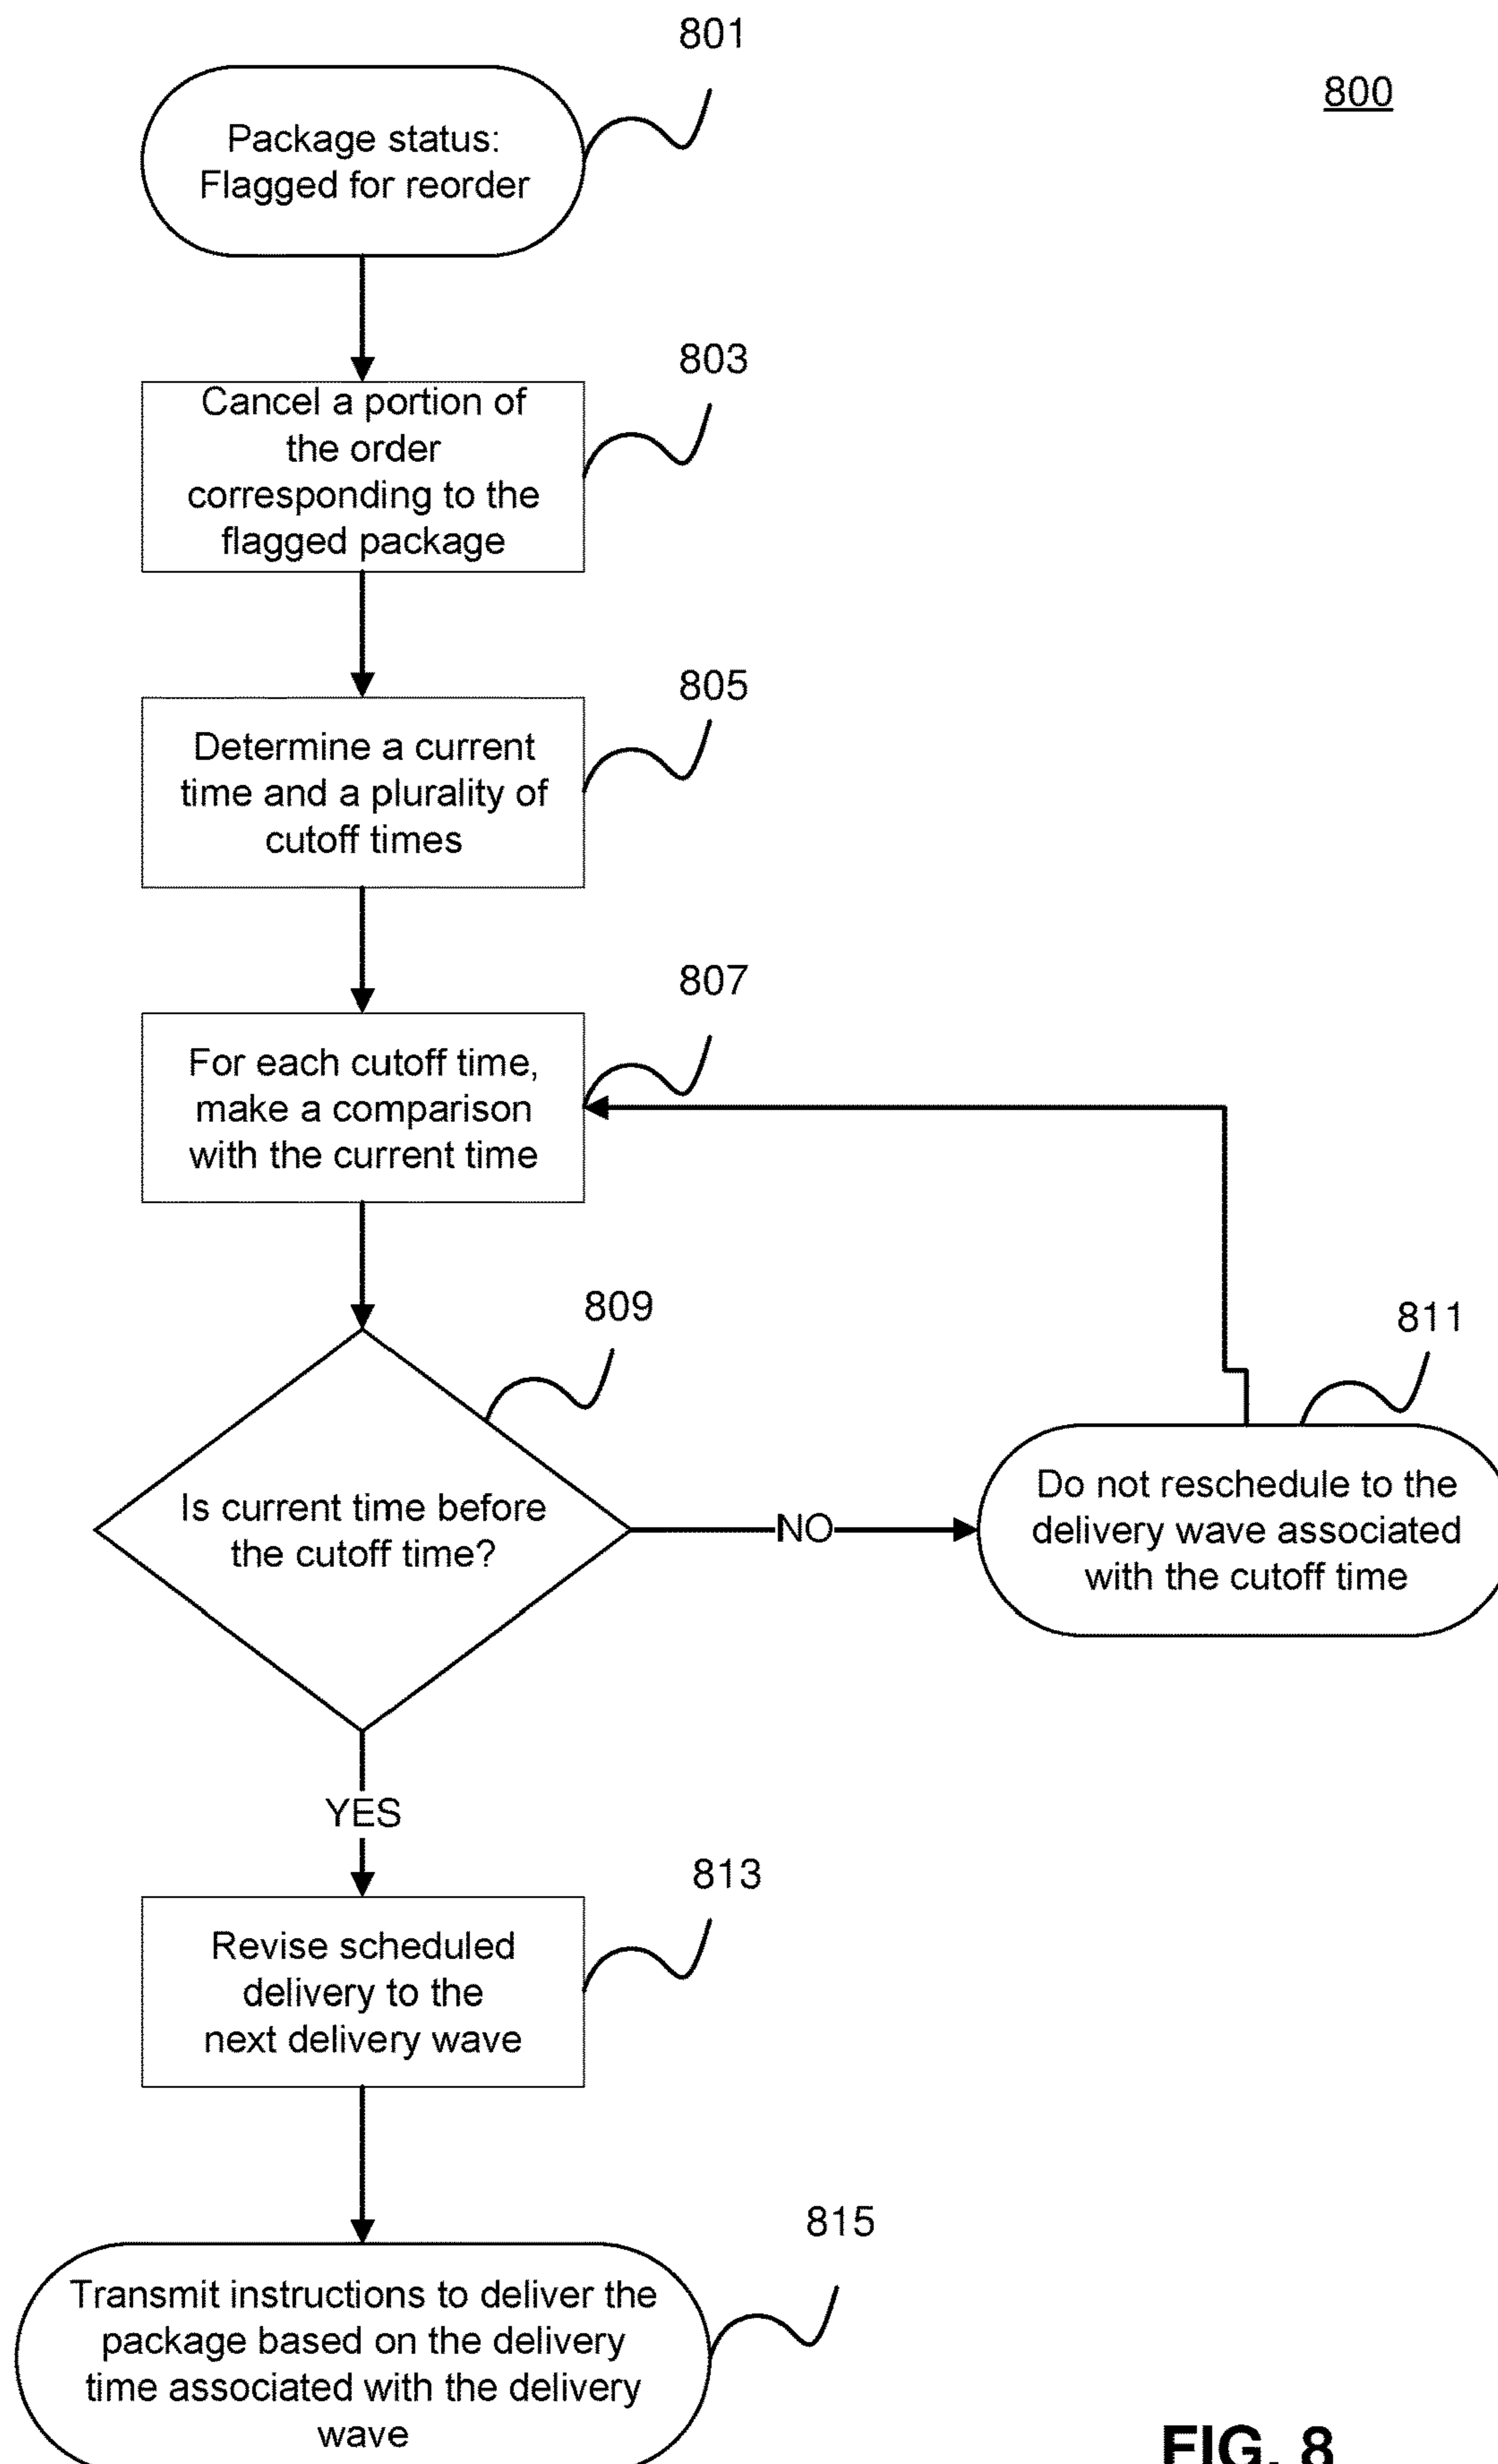 801
800
Package status:
Flagged for reorder
803
Cancel a portion of
the order
corresponding to the
flagged package
805
Determine a current
time and a plurality of
cutoff times
807
For each cutoff time,
make a comparison
with the current time
809
811
Is current time before
the cutoff time?
NO
Do not reschedule to the
delivery wave associated
with the cutoff time
YES
813
Revise scheduled
delivery to the
next delivery wave
815
Transmit instructions to deliver the
package based on the delivery
time associated with the delivery
wave
FIG. 8